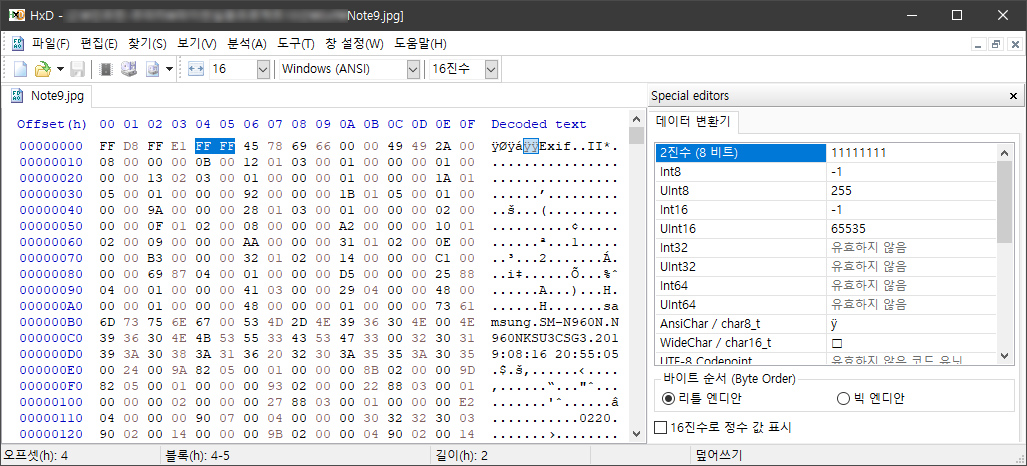 HxD - Note9.jpg]
파일(F) 편집(E) 찾기(S) 보기(V) 분석(A) 도구(T) 창 설정(W) 도움말(H)
16 Windows (ANSI) 16진수
Note9.jpg
Offset(h) 00 01 02 03 04 05 06 07 08 09 0A 0B 0C 0D 0E 0F Decoded text
00000000 FF D8 FF E1 FF FF 45 78 69 66 00 00 49 49 2A 00 ÿØÿáÿÿExif..II*.
00000010 08 00 00 00 0B 00 12 01 03 00 01 00 00 00 00 00 ................
00000020 00 00 13 02 03 00 01 00 00 00 01 00 00 00 1A 01 ................
00000030 05 00 01 00 00 00 92 00 00 00 1B 01 05 00 01 00 ......’.........
00000040 00 00 9A 00 00 00 28 01 03 00 01 00 00 00 02 00 ..š...(.........
00000050 00 00 0F 01 02 00 08 00 00 00 A2 00 00 00 10 01 ..........¢.....
00000060 02 00 09 00 00 00 AA 00 00 00 31 01 02 00 0E 00 ......ª...1.....
00000070 00 00 B3 00 00 00 32 01 02 00 14 00 00 00 C1 00 ..³...2.......Á.
00000080 00 00 69 87 04 00 01 00 00 00 D5 00 00 00 25 88 ..i‡......Õ...%ˆ
00000090 04 00 01 00 00 00 41 03 00 00 29 04 00 00 48 00 ......A...)...H.
000000A0 00 00 01 00 00 00 48 00 00 00 01 00 00 00 73 61 ......H.......sa
000000B0 6D 73 75 6E 67 00 53 4D 2D 4E 39 36 30 4E 00 4E msung.SM-N960N.N
000000C0 39 36 30 4E 4B 53 55 33 43 53 47 33 00 32 30 31 960NKSU3CSG3.201
000000D0 39 3A 30 38 3A 31 36 20 32 30 3A 35 35 3A 30 35 9:08:16 20:55:05
000000E0 00 24 00 9A 82 05 00 01 00 00 00 8B 02 00 00 9D .$.š‚......‹....
000000F0 82 05 00 01 00 00 00 93 02 00 00 22 88 03 00 01 ‚......“..."ˆ...
00000100 00 00 00 02 00 00 00 27 88 03 00 01 00 00 00 E2 .......'ˆ......â
00000110 04 00 00 00 00 90 07 00 04 00 00 00 30 32 32 30 ............0220
00000120 90 02 00 14 00 00 00 9B 02 00 00 04 90 02 00 14 .......›........
Special editors
데이터 변환기
2진수 (8 비트) 11111111
Int8 -1
UInt8 255
Int16 -1
UInt16 65535
Int32 유효하지 않음
UInt32 유효하지 않음
Int64 유효하지 않음
UInt64 유효하지 않음
AnsiChar / char8_t ÿ
WideChar / char16_t □
UTF-8 Codepoint 유효하지 않은 코드 유닛
바이트 순서 (Byte Order)
리틀 엔디안 빅 엔디안
16진수로 정수 값 표시
오프셋(h): 4 블록(h): 4-5 길이(h): 2 덮어쓰기